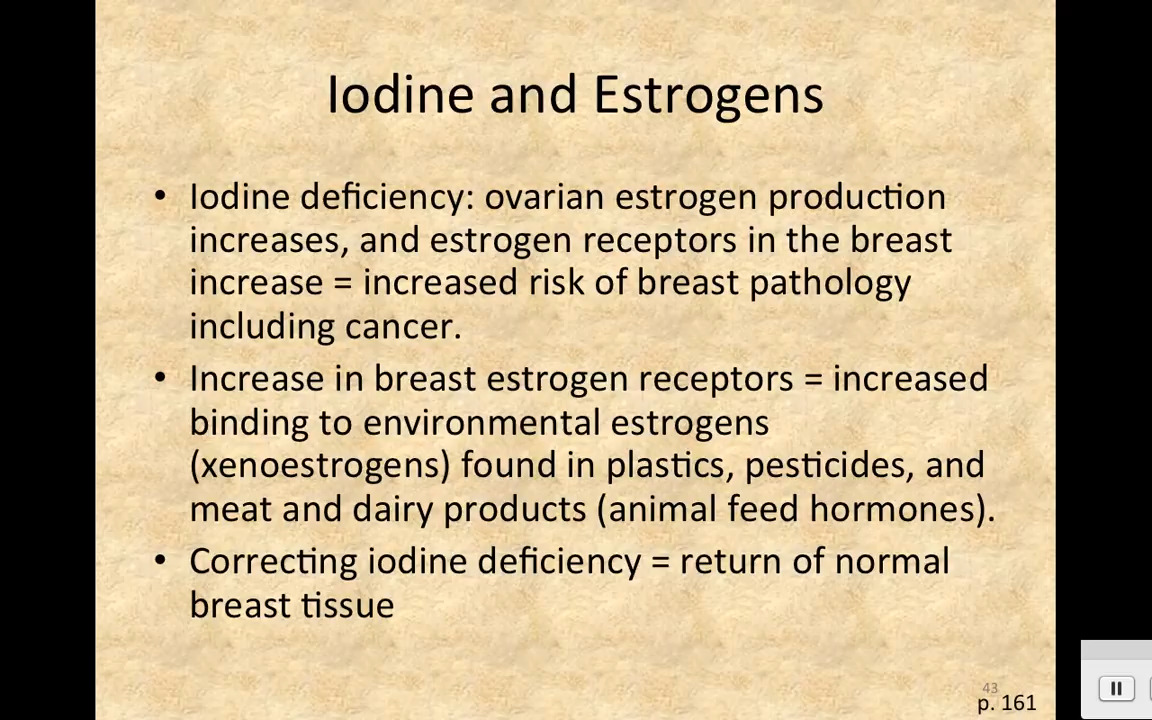 Iodine and Estrogens
• Iodine deficiency: ovarian estrogen production
increases, and estrogen receptors in the breast
increase = increased risk of breast pathology
including cancer.
• Increase in breast estrogen receptors = increased
binding to environmental estrogens
(xenoestrogens) found in plastics, pesticides, and
meat and dairy products (animal feed hormones).
• Correcting iodine deficiency = return of normal
breast tissue
43
p. 161